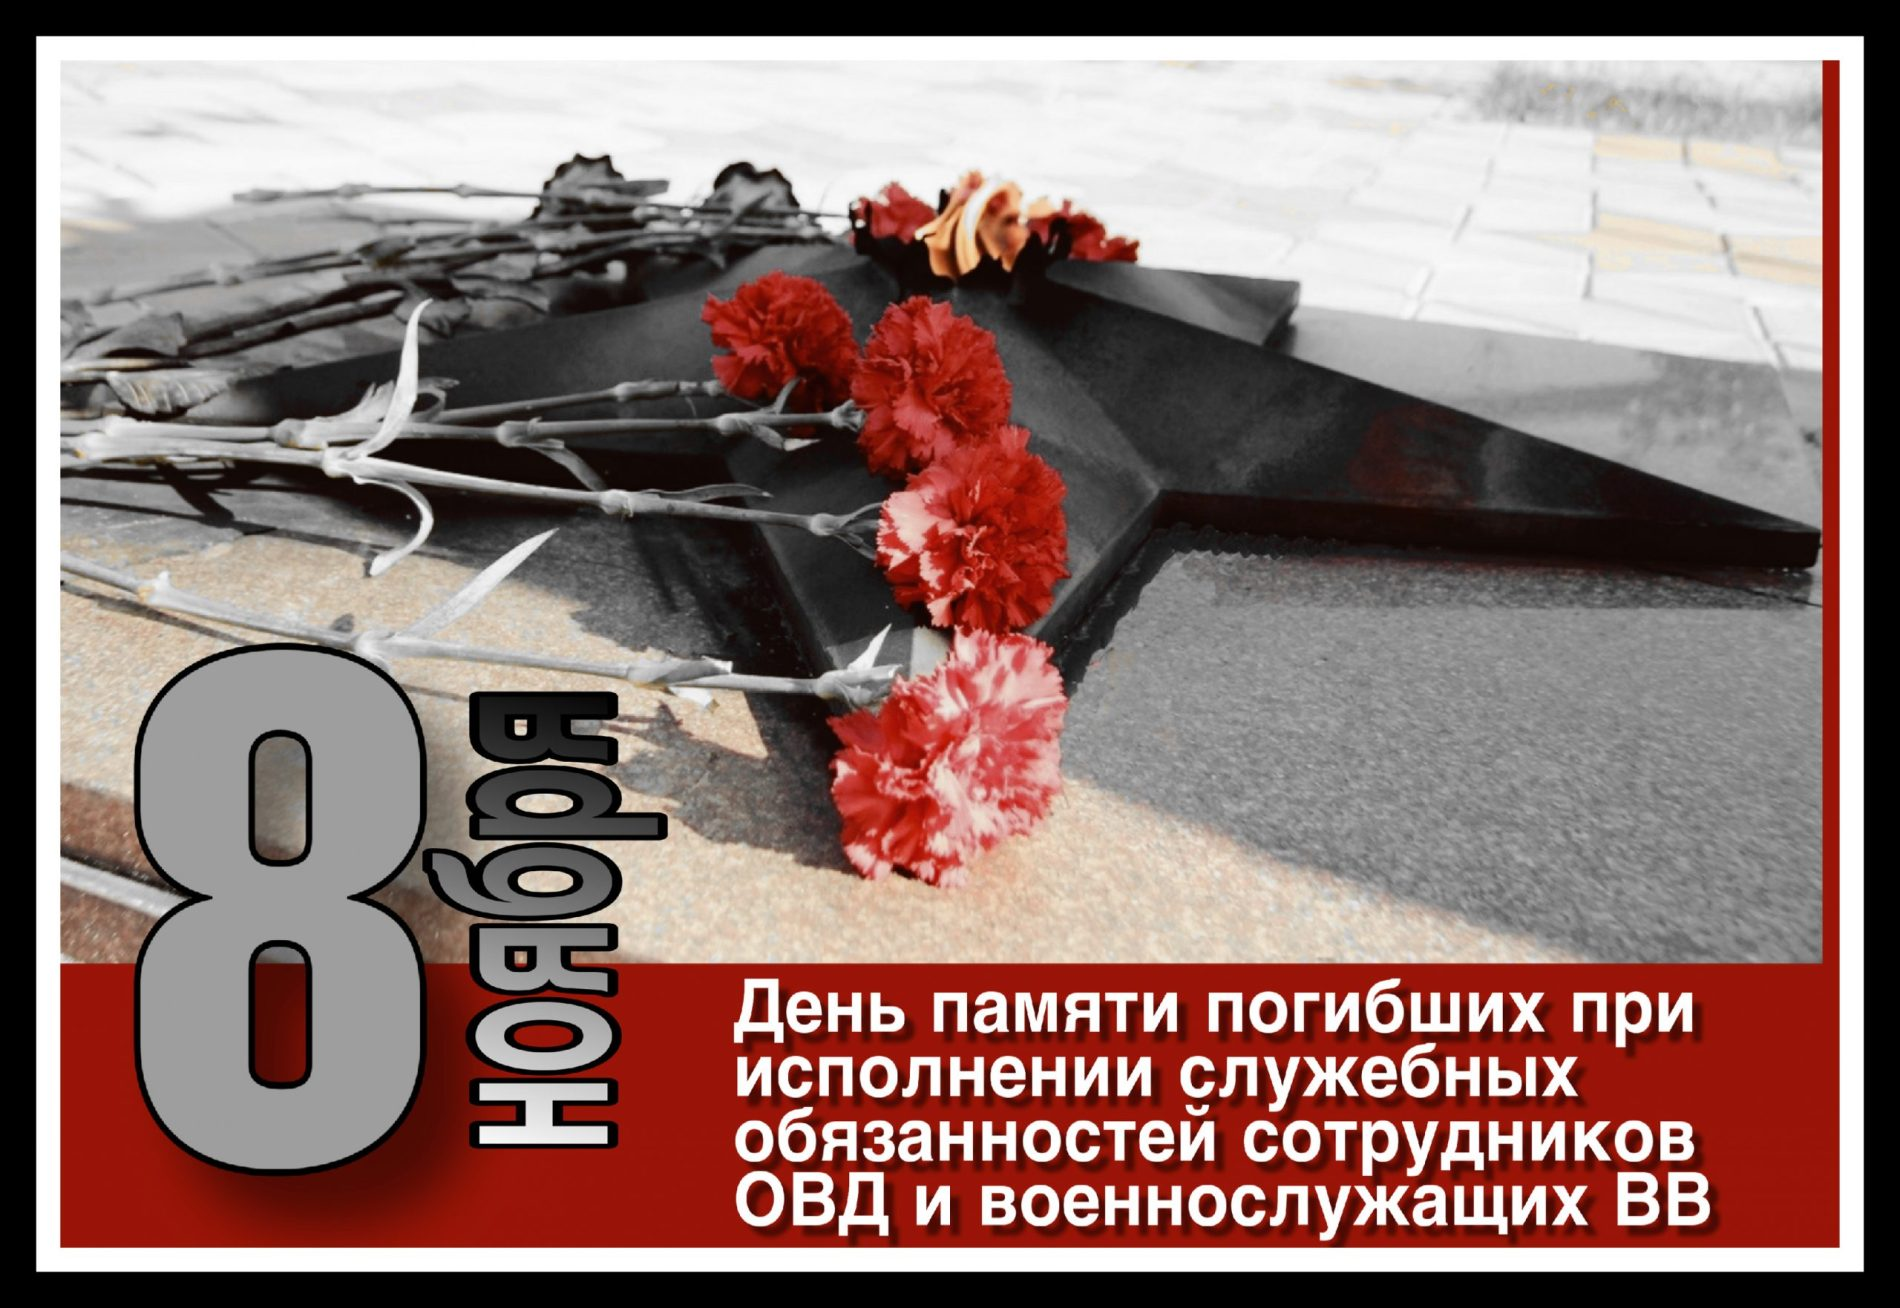 8
ноября
День памяти погибших при
исполнении служебных
обязанностей сотрудников
ОВД и военнослужащих ВВ